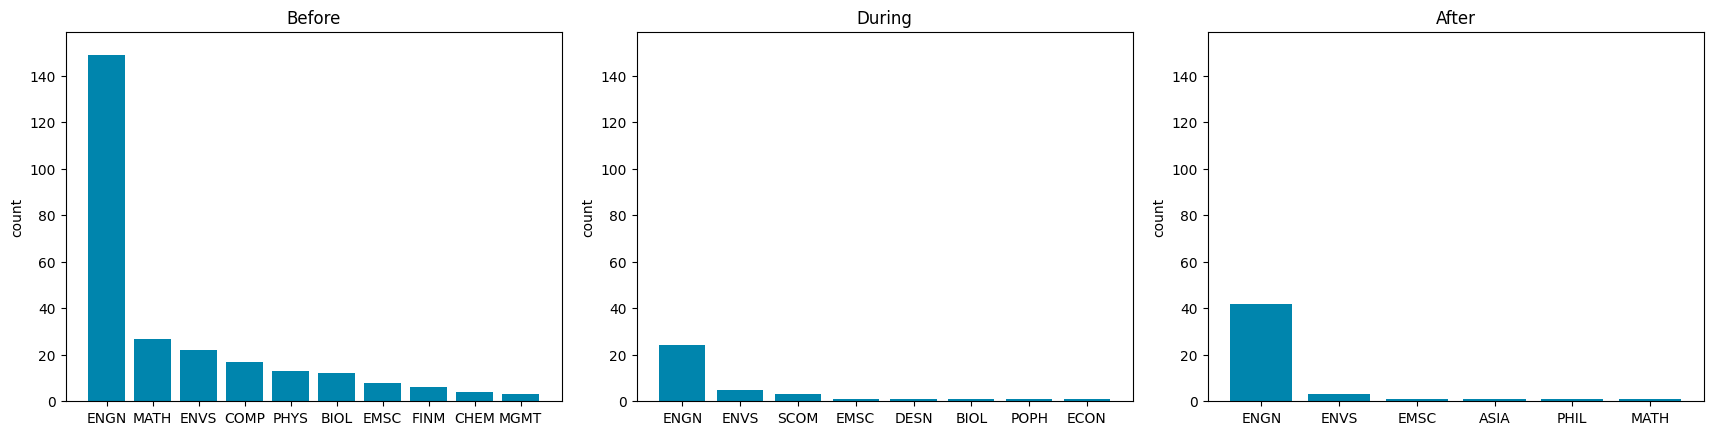 Before
count
140
120
100
80
60
40
20
0
ENGN MATH ENVS COMP PHYS BIOL EMSC FINM CHEM MGMT
During
count
140
120
100
80
60
40
20
0
ENGN ENVS SCOM EMSC DESN BIOL POPH ECON
After
count
140
120
100
80
60
40
20
0
ENGN ENVS EMSC ASIA PHIL MATH